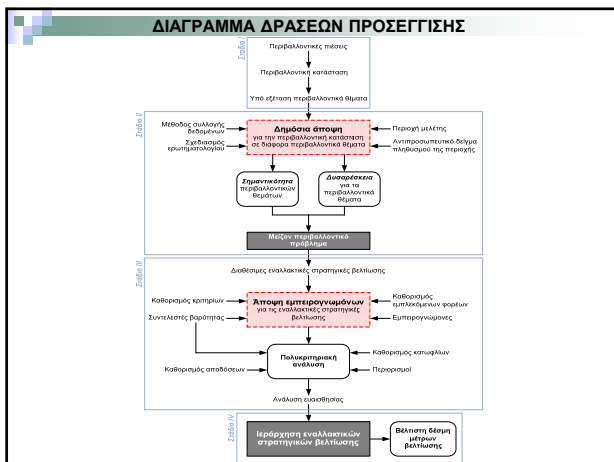 ΔΙΑΓΡΑΜΜΑ ΔΡΑΣΕΩΝ ΠΡΟΣΕΓΓΙΣΗΣ
Στάδιο I
Περιβαλλοντικές πιέσεις
Περιβαλλοντική κατάσταση
Υπό εξέταση περιβαλλοντικά θέματα
Στάδιο II
Μέθοδος συλλογής
δεδομένων
Σχεδιασμός
ερωτηματολογίου
Δημόσια άποψη
για την περιβαλλοντική κατάσταση
σε διάφορα περιβαλλοντικά θέματα
Περιοχή μελέτης
Αντιπροσωπευτικό δείγμα
πληθυσμού της περιοχής
Σημαντικότητα
περιβαλλοντικών
θεμάτων
Δυσαρέσκεια
για τα
περιβαλλοντικά
θέματα
Μείζον περιβαλλοντικό
πρόβλημα
Στάδιο III
Διαθέσιμες εναλλακτικές στρατηγικές βελτίωσης
Καθορισμός κριτηρίων
Συντελεστές βαρύτητας
Άποψη εμπειρογνωμόνων
για τις εναλλακτικές στρατηγικές
βελτίωσης
Καθορισμός
εμπλεκόμενων φορέων
Εμπειρογνώμονες
Καθορισμός αποδόσεων
Πολυκριτηριακή
ανάλυση
Καθορισμός κατωφλίων
Περιορισμοί
Ανάλυση ευαισθησίας
Στάδιο IV
Ιεράρχηση εναλλακτικών
στρατηγικών βελτίωσης
Βέλτιστη δέσμη
μέτρων
βελτίωσης